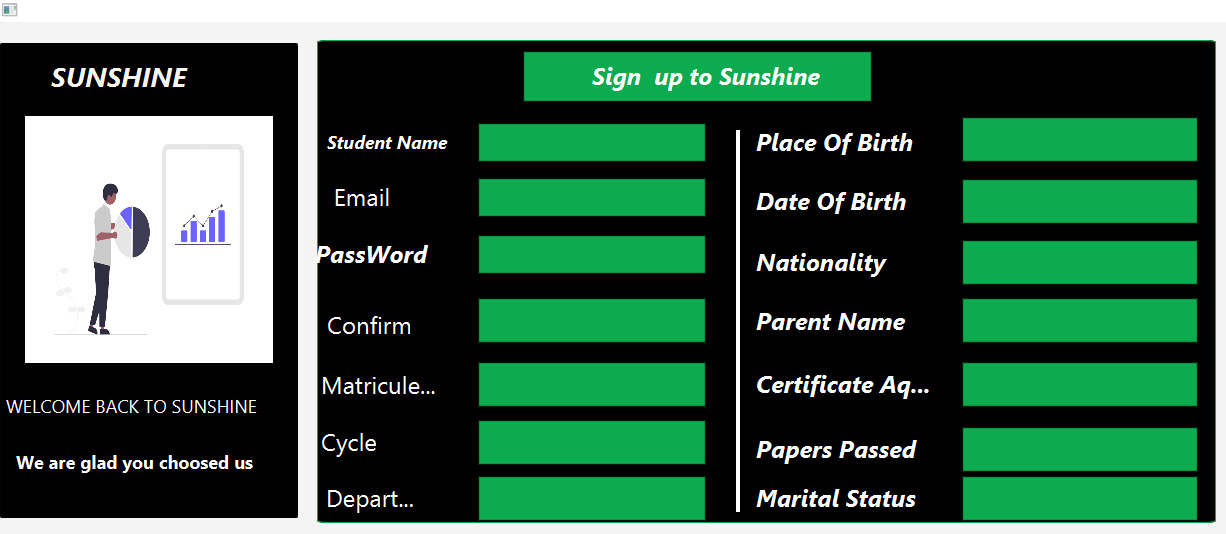 SUNSHINE
WELCOME BACK TO SUNSHINE
We are glad you choosed us
Sign up to Sunshine
Student Name
Email
PassWord
Confirm
Matricule...
Cycle
Depart...
Place Of Birth
Date Of Birth
Nationality
Parent Name
Certificate Aq...
Papers Passed
Marital Status